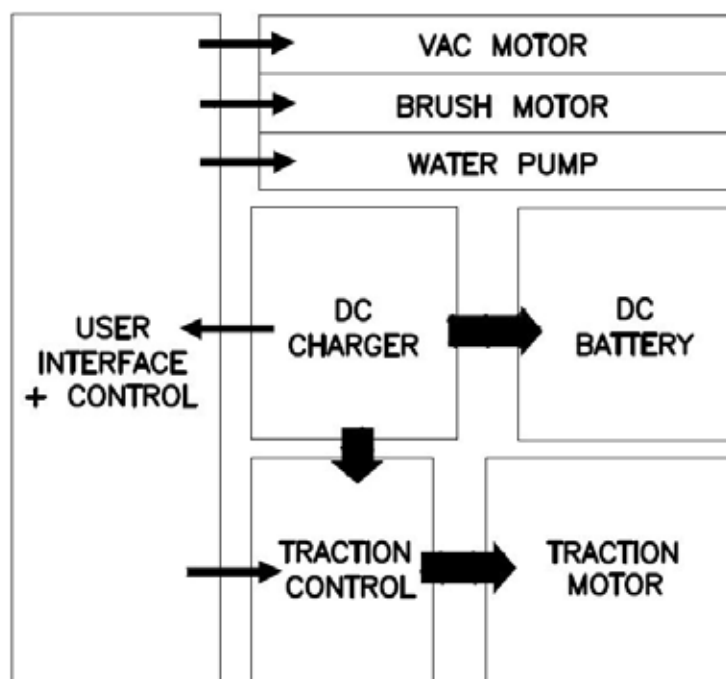 VAC MOTOR
BRUSH MOTOR
WATER PUMP
USER
INTERFACE
+ CONTROL
DC
CHARGER
DC
BATTERY
TRACTION
CONTROL
TRACTION
MOTOR